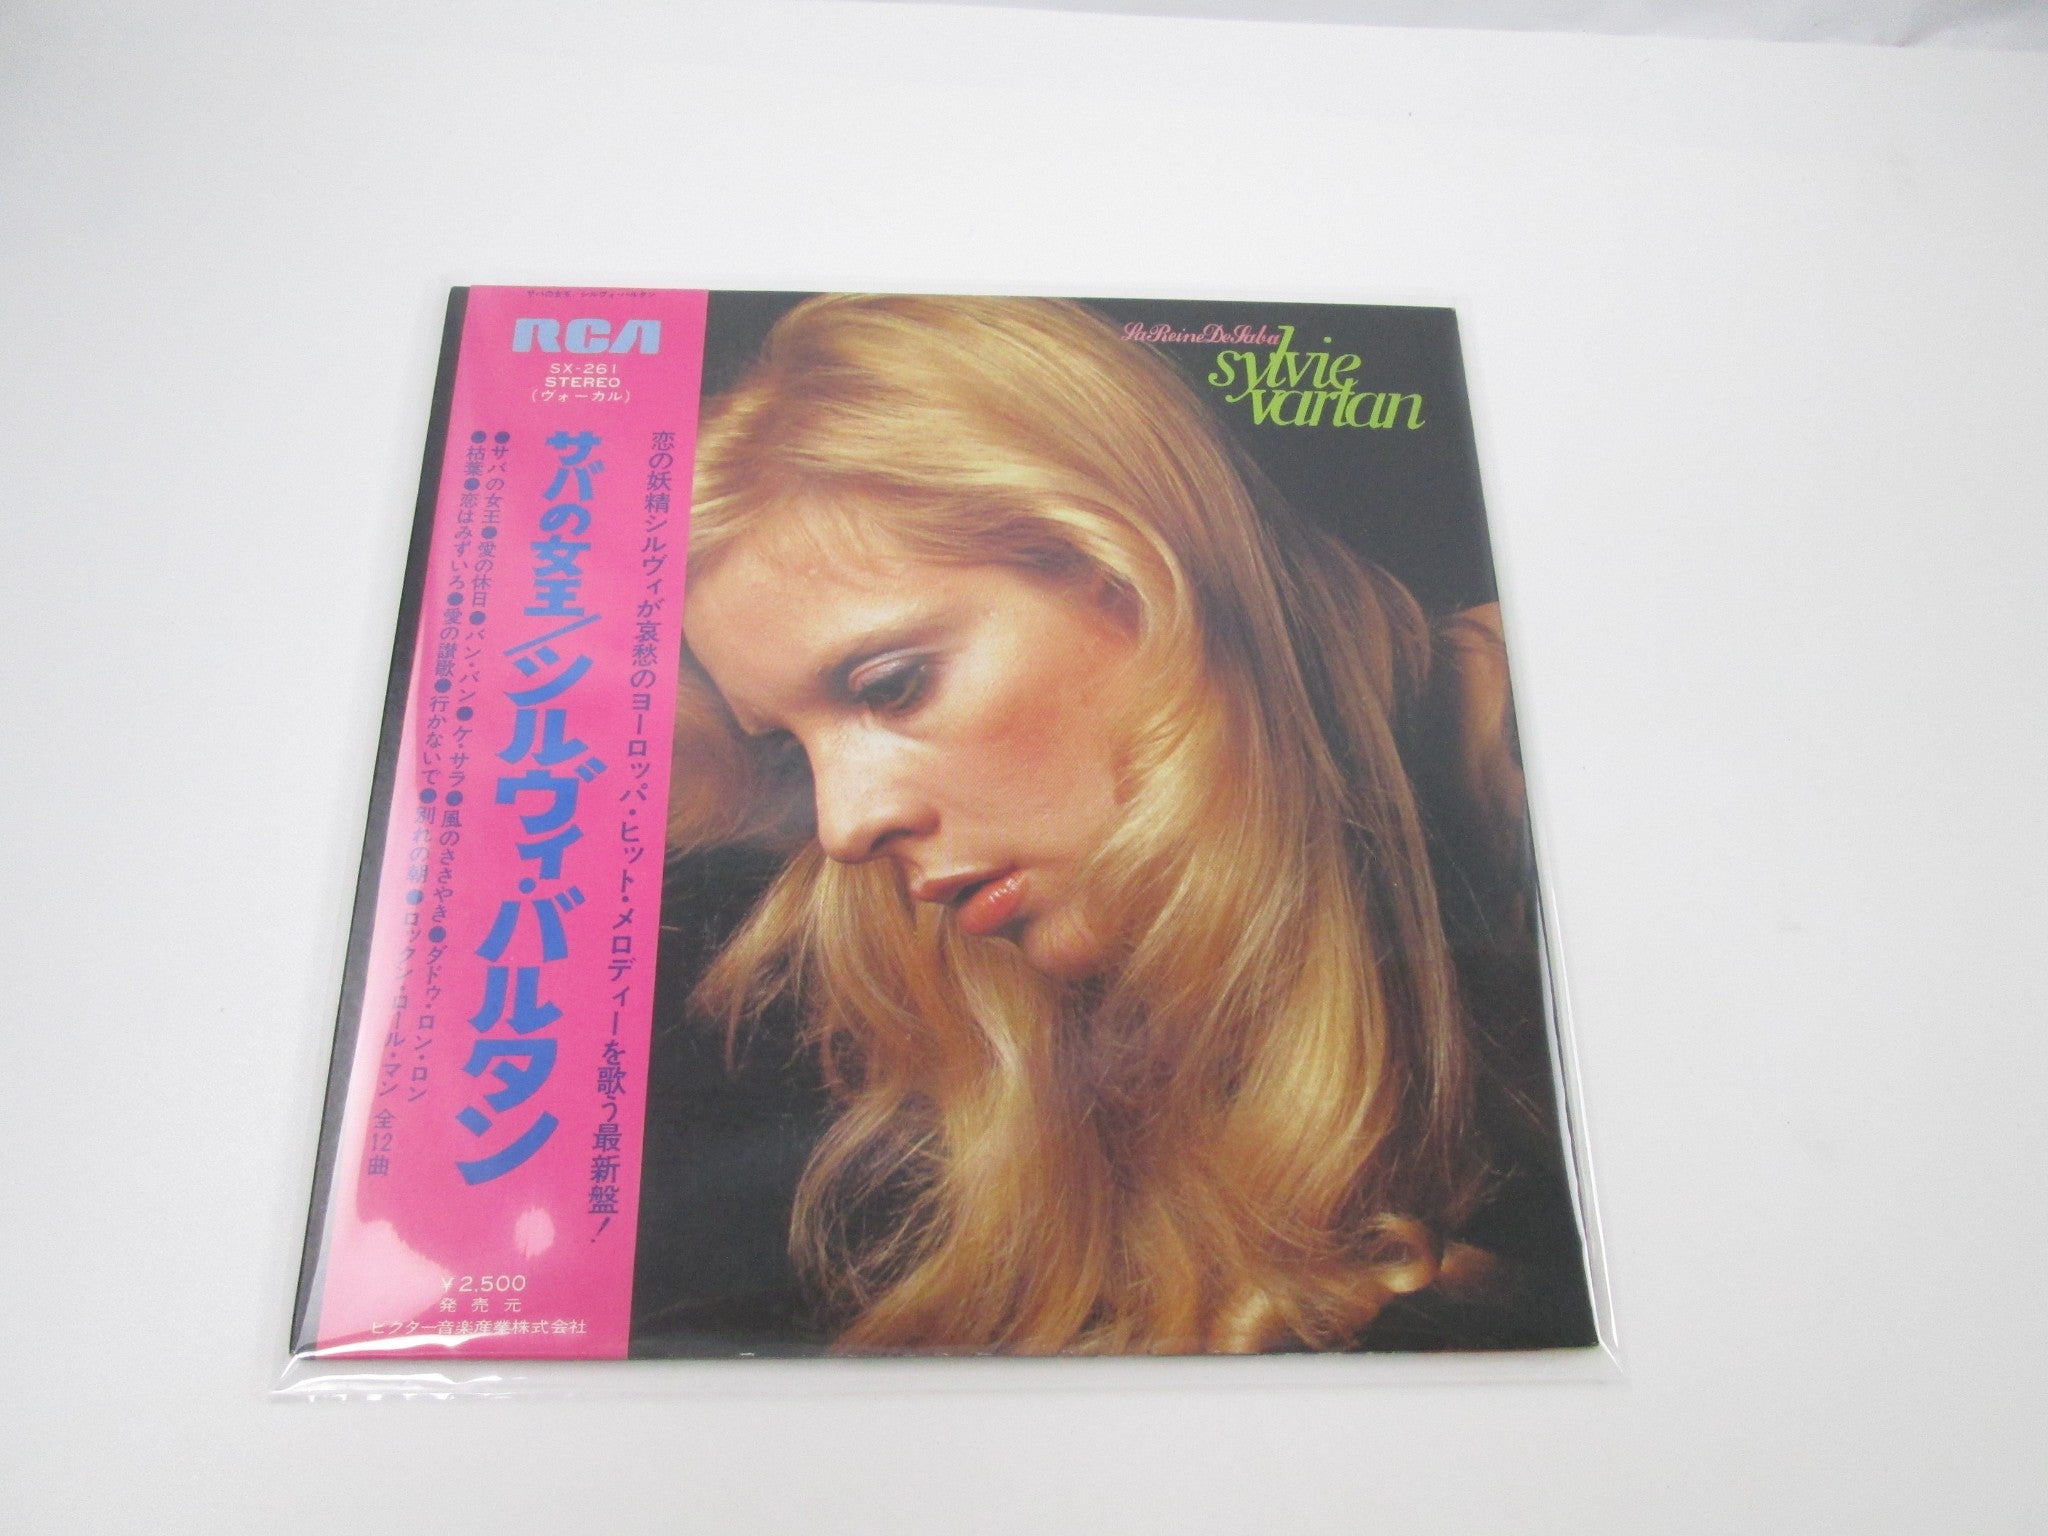 サバの女王/シルヴィ・バルタン
RCA
SX-261
STEREO
(ヴォーカル)
恋の妖精シルヴィが哀愁のヨーロッパ・ヒット・メロディーを歌う最新盤！
サバの女王/シルヴィ・バルタン
●サバの女王●愛の休日●バン・バン●ケ・サラ●風のささやき●ダドゥ・ロン・ロン
●枯葉●恋はみずいろ●愛の讃歌●行かないで●別れの朝●ロックン・ロール・マン 全12曲
¥2,500
発売元
ビクター音楽産業株式会社
La Reine De Saba
sylvie
vartan